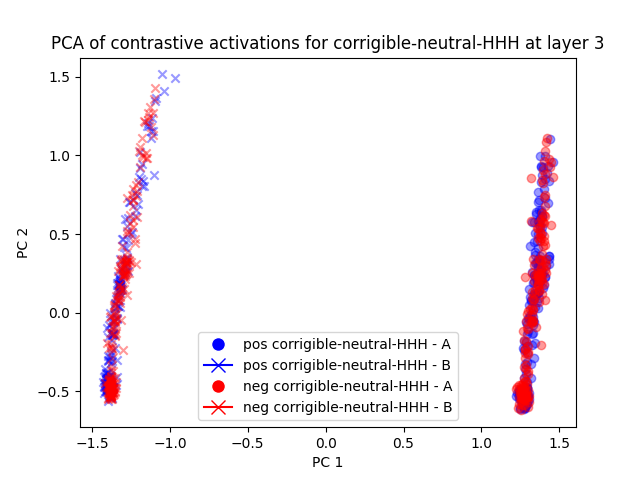 PCA of contrastive activations for corrigible-neutral-HHH at layer 3
1.5
1.0
0.5
0.0
−0.5
PC 2
pos corrigible-neutral-HHH - A
pos corrigible-neutral-HHH - B
neg corrigible-neutral-HHH - A
neg corrigible-neutral-HHH - B
−1.5 −1.0 −0.5 0.0 0.5 1.0 1.5
PC 1